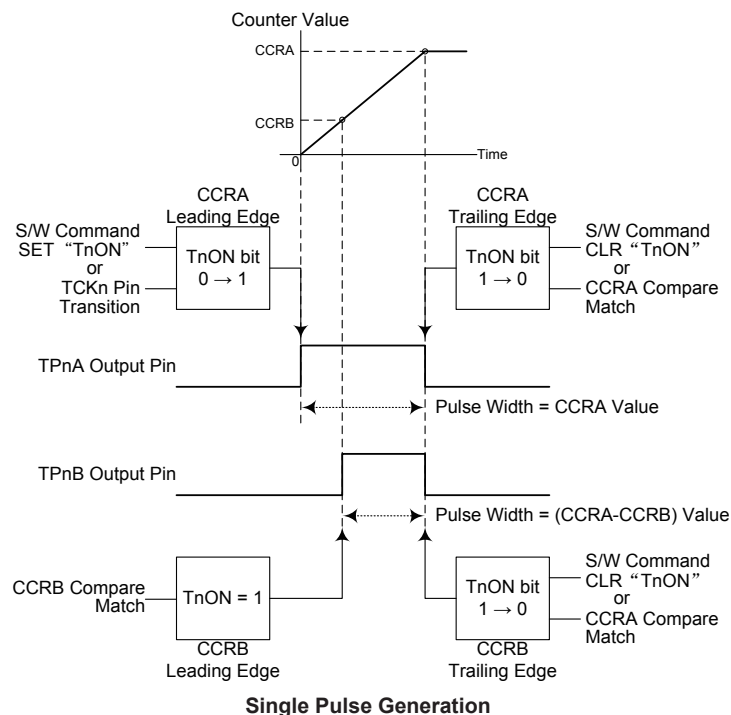 Counter Value
CCRA
CCRB
0
Time
CCRA
Leading Edge
S/W Command
SET “TnON”
or
TCKn Pin
Transition
TnON bit
0 → 1
CCRA
Trailing Edge
TnON bit
1 → 0
S/W Command
CLR “TnON”
or
CCRA Compare
Match
TPnA Output Pin
Pulse Width = CCRA Value
TPnB Output Pin
Pulse Width = (CCRA-CCRB) Value
CCRB Compare
Match
TnON = 1
CCRB
Leading Edge
TnON bit
1 → 0
CCRB
Trailing Edge
S/W Command
CLR “TnON”
or
CCRA Compare
Match
Single Pulse Generation